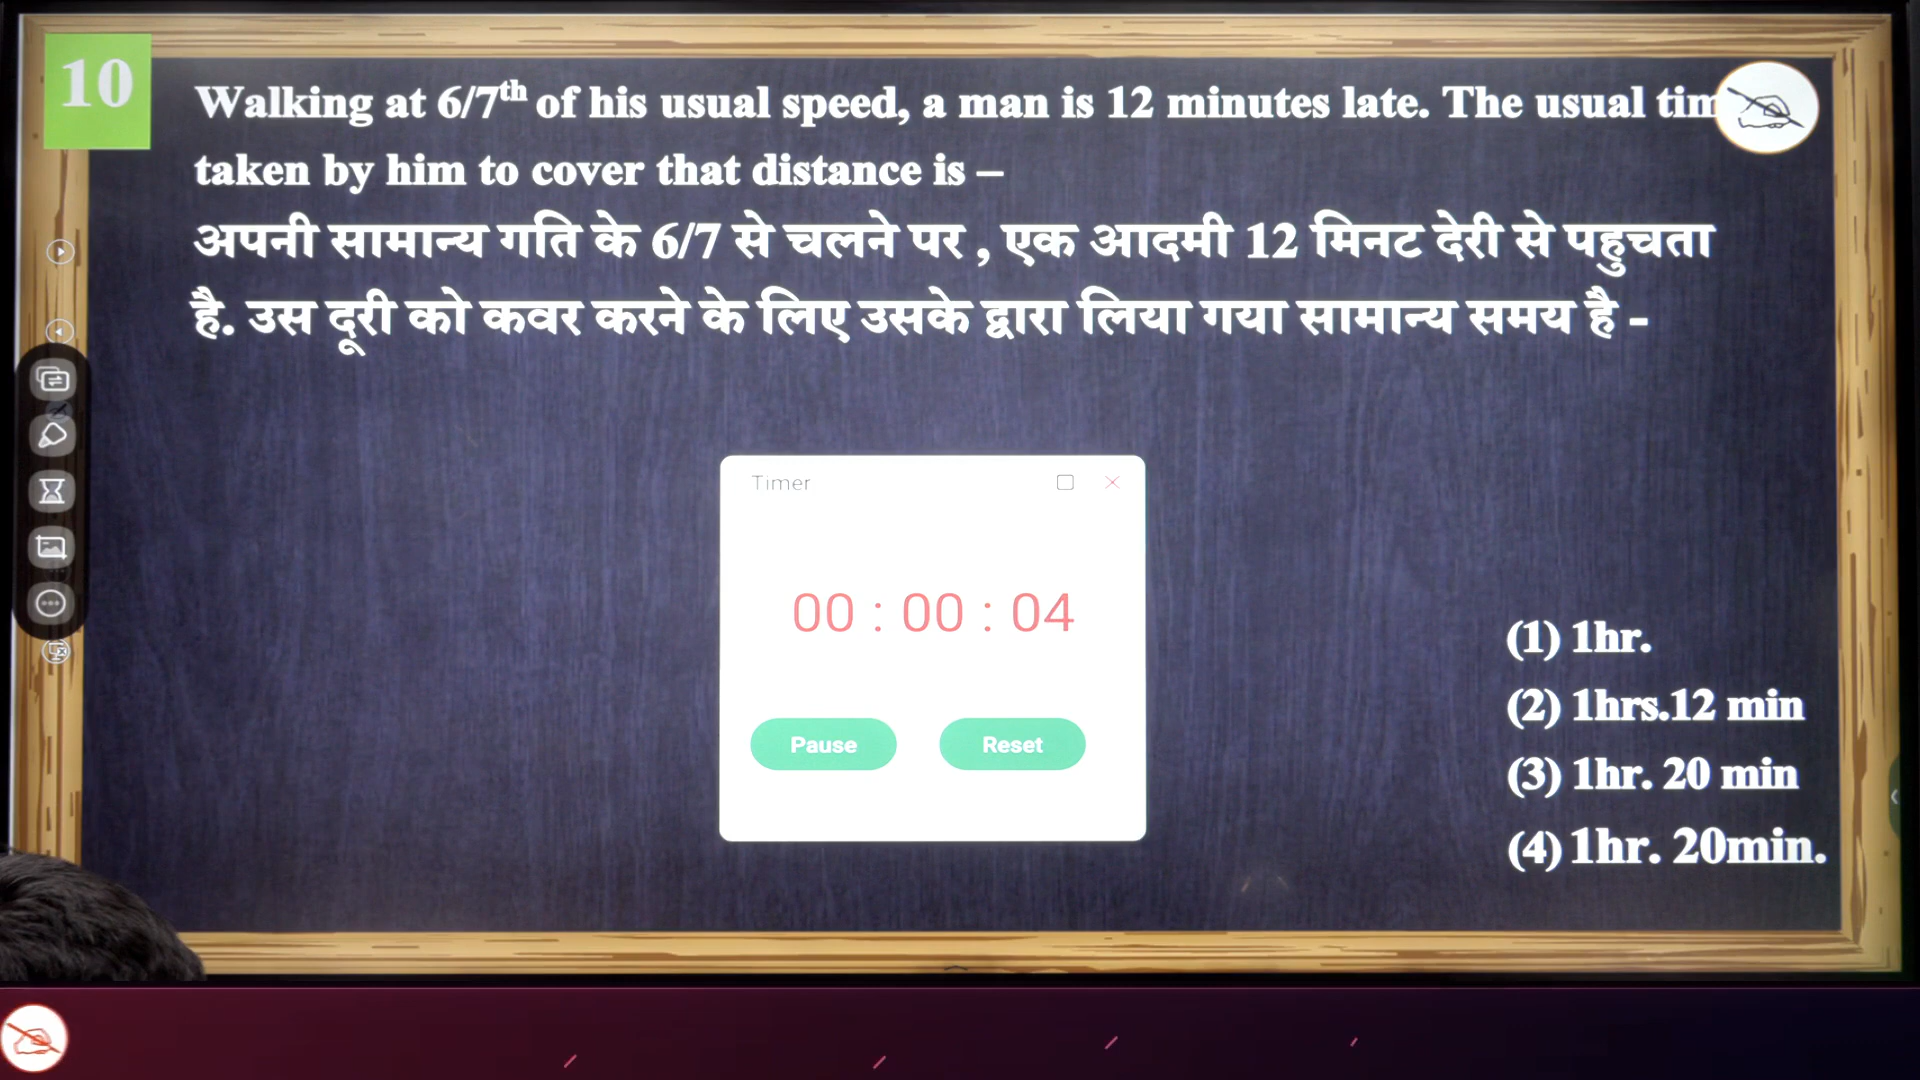 10
Walking at 6/7th of his usual speed, a man is 12 minutes late. The usual
taken by him to cover that distance is –
अपनी सामान्य गति के 6/7 से चलने पर , एक आदमी 12 मिनट देरी से पहुचता
है. उस दूरी को कवर करने के लिए उसके द्वारा लिया गया सामान्य समय है -
Timer
00 : 00 : 04
Pause Reset
(1) 1hr.
(2) 1hrs.12 min
(3) 1hr. 20 min
(4) 1hr. 20min.